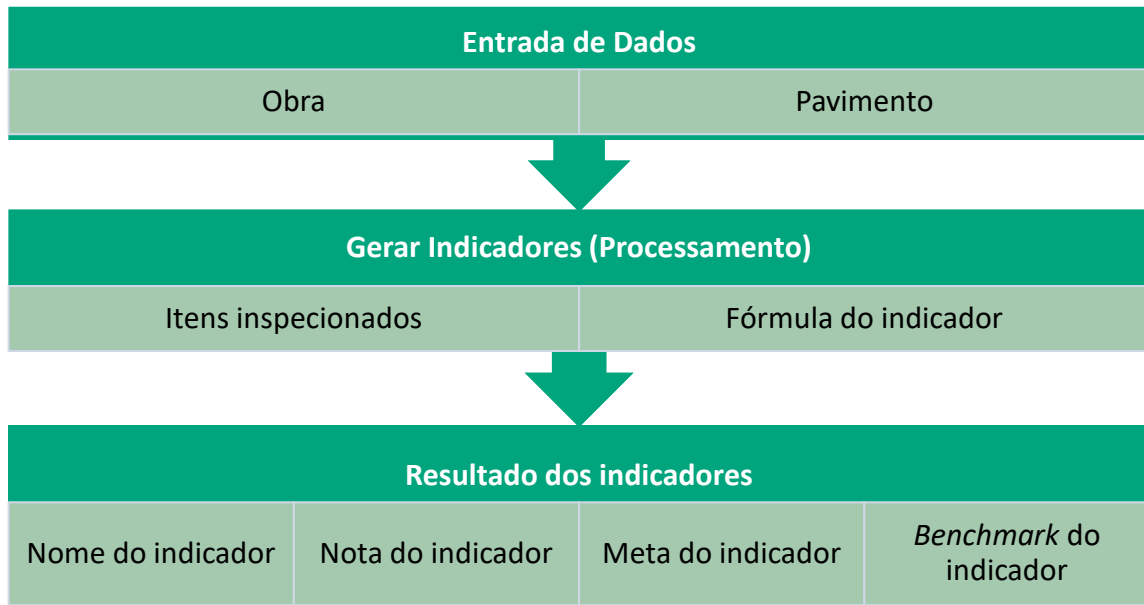 Entrada de Dados
Obra
Pavimento
Gerar Indicadores (Processamento)
Itens inspecionados
Fórmula do indicador
Resultado dos indicadores
Nome do indicador
Nota do indicador
Meta do indicador
Benchmark do
indicador